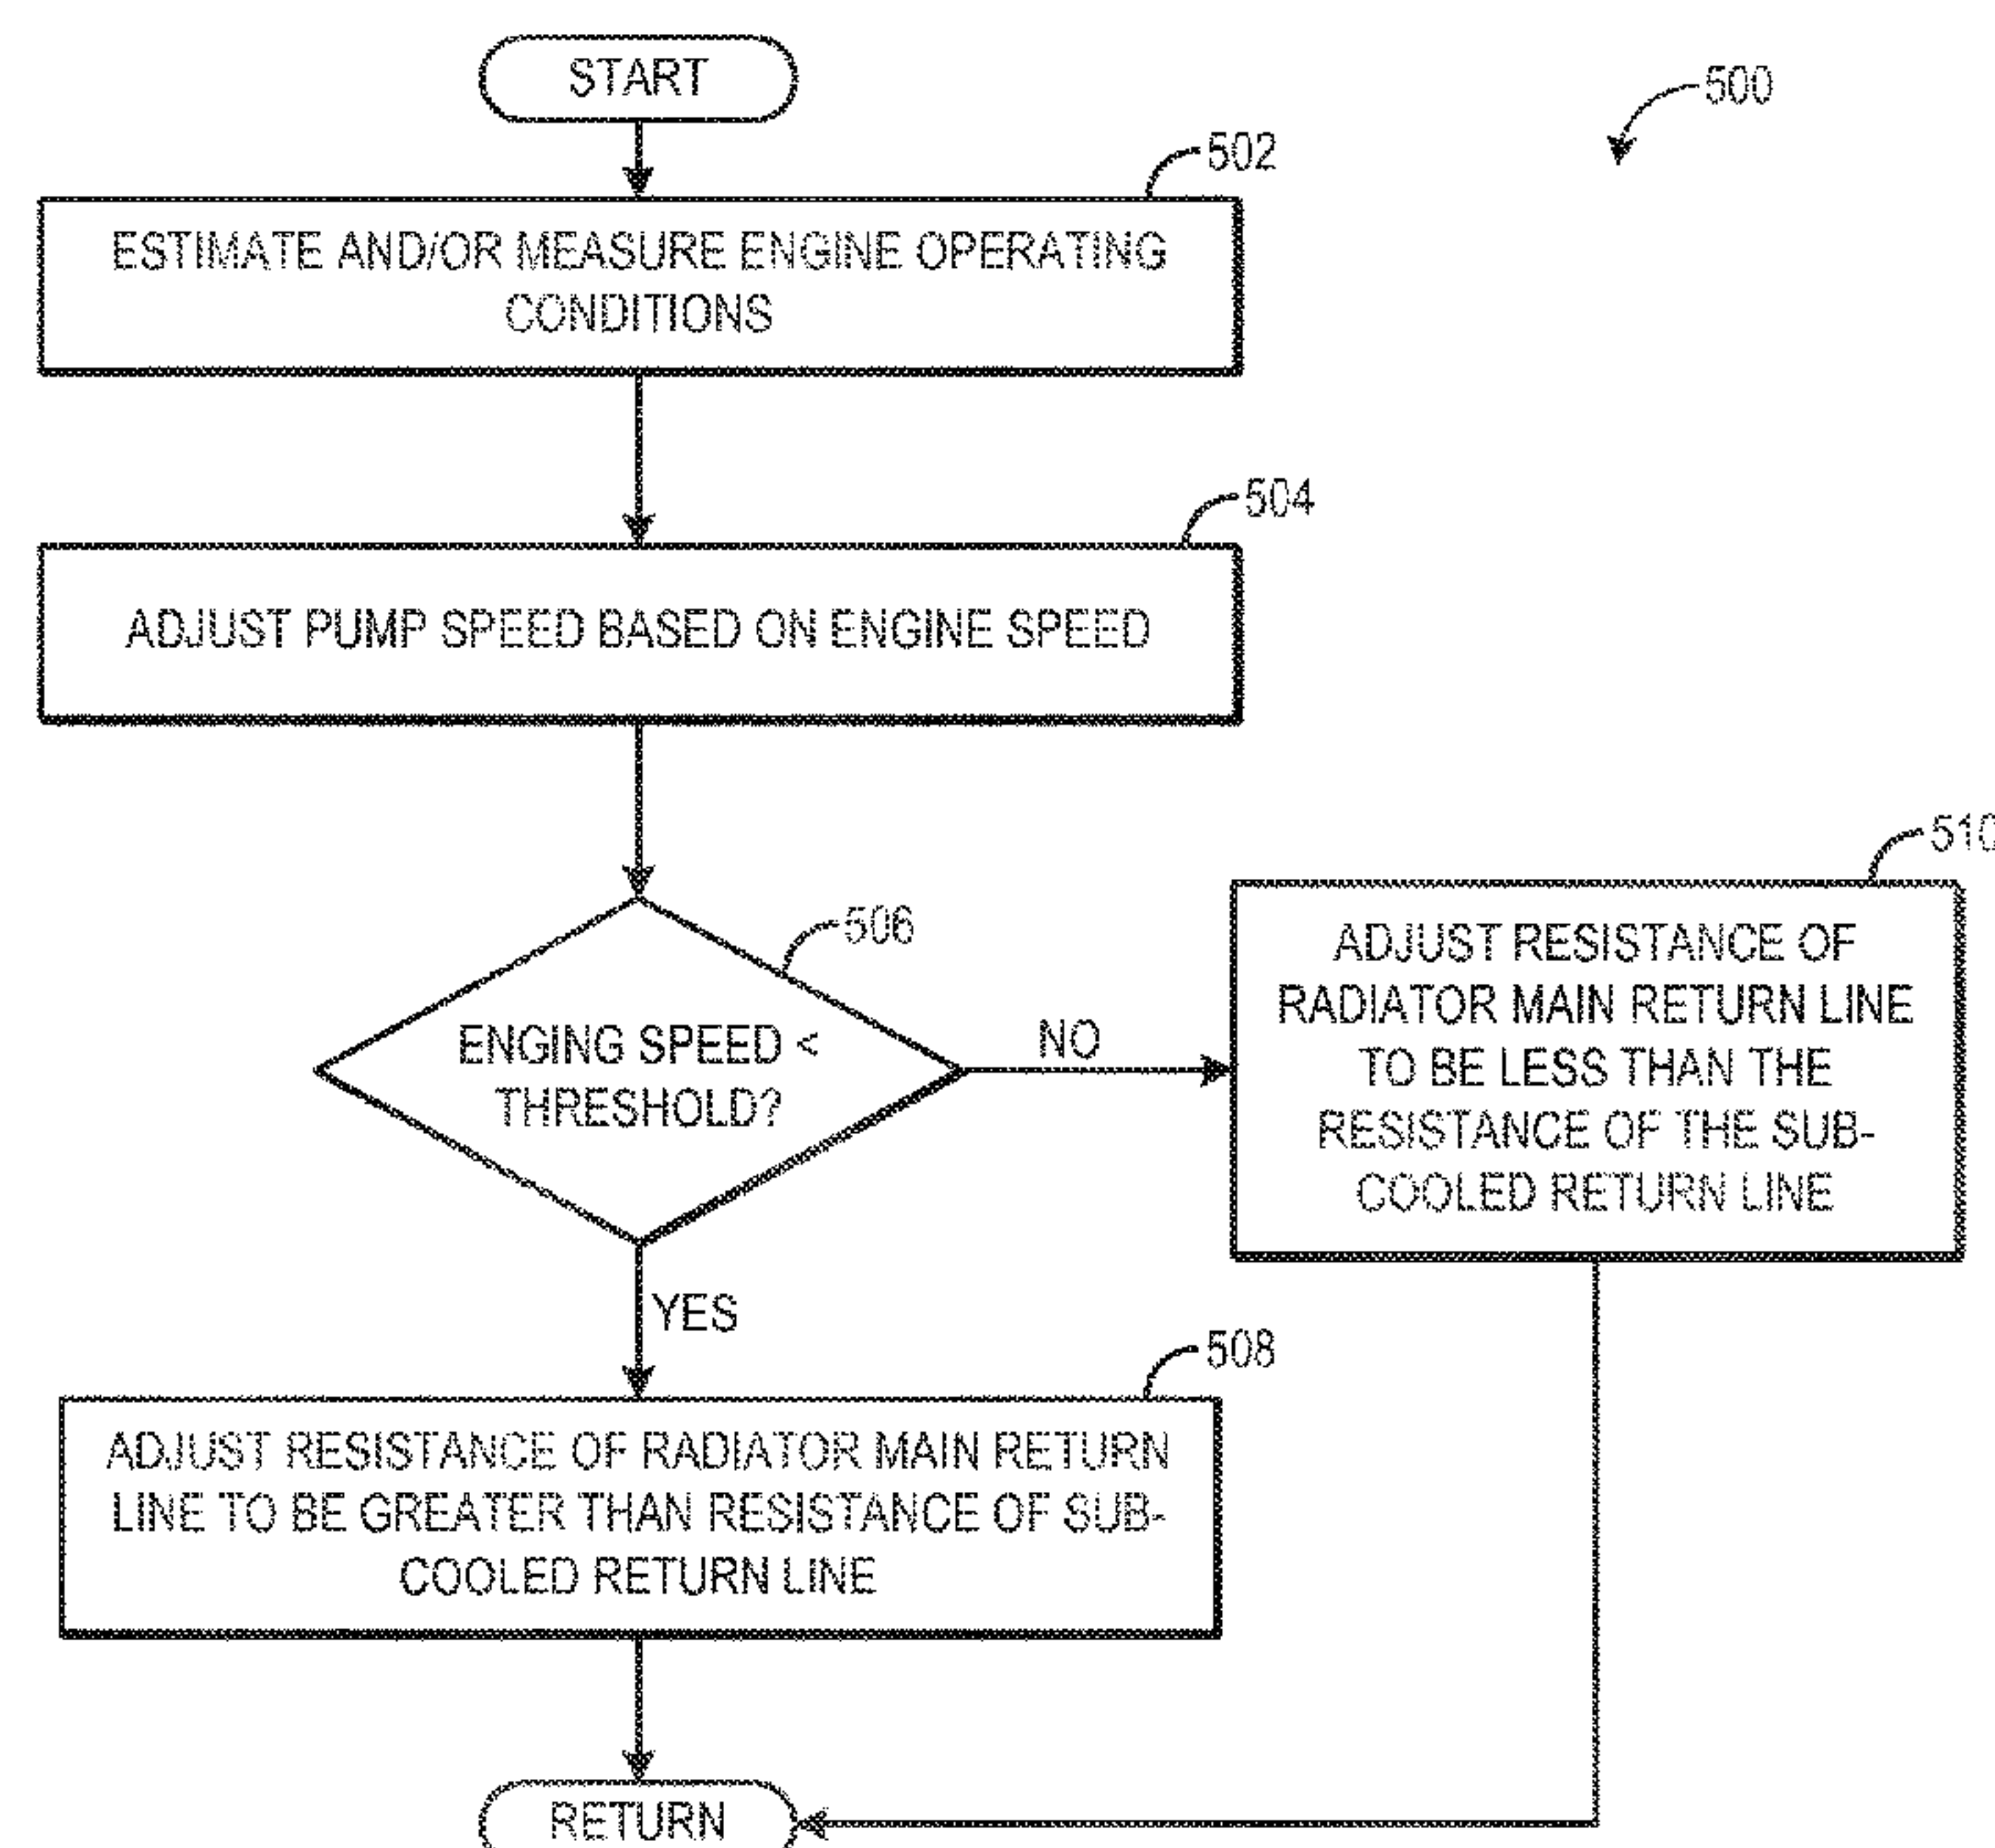 START
500
502
ESTIMATE AND/OR MEASURE ENGINE OPERATING
CONDITIONS
504
ADJUST PUMP SPEED BASED ON ENGINE SPEED
506
ENGING SPEED <
THRESHOLD?
NO
510
ADJUST RESISTANCE OF
RADIATOR MAIN RETURN LINE
TO BE LESS THAN THE
RESISTANCE OF THE SUB-
COOLED RETURN LINE
YES
508
ADJUST RESISTANCE OF RADIATOR MAIN RETURN
LINE TO BE GREATER THAN RESISTANCE OF SUB-
COOLED RETURN LINE
RETURN